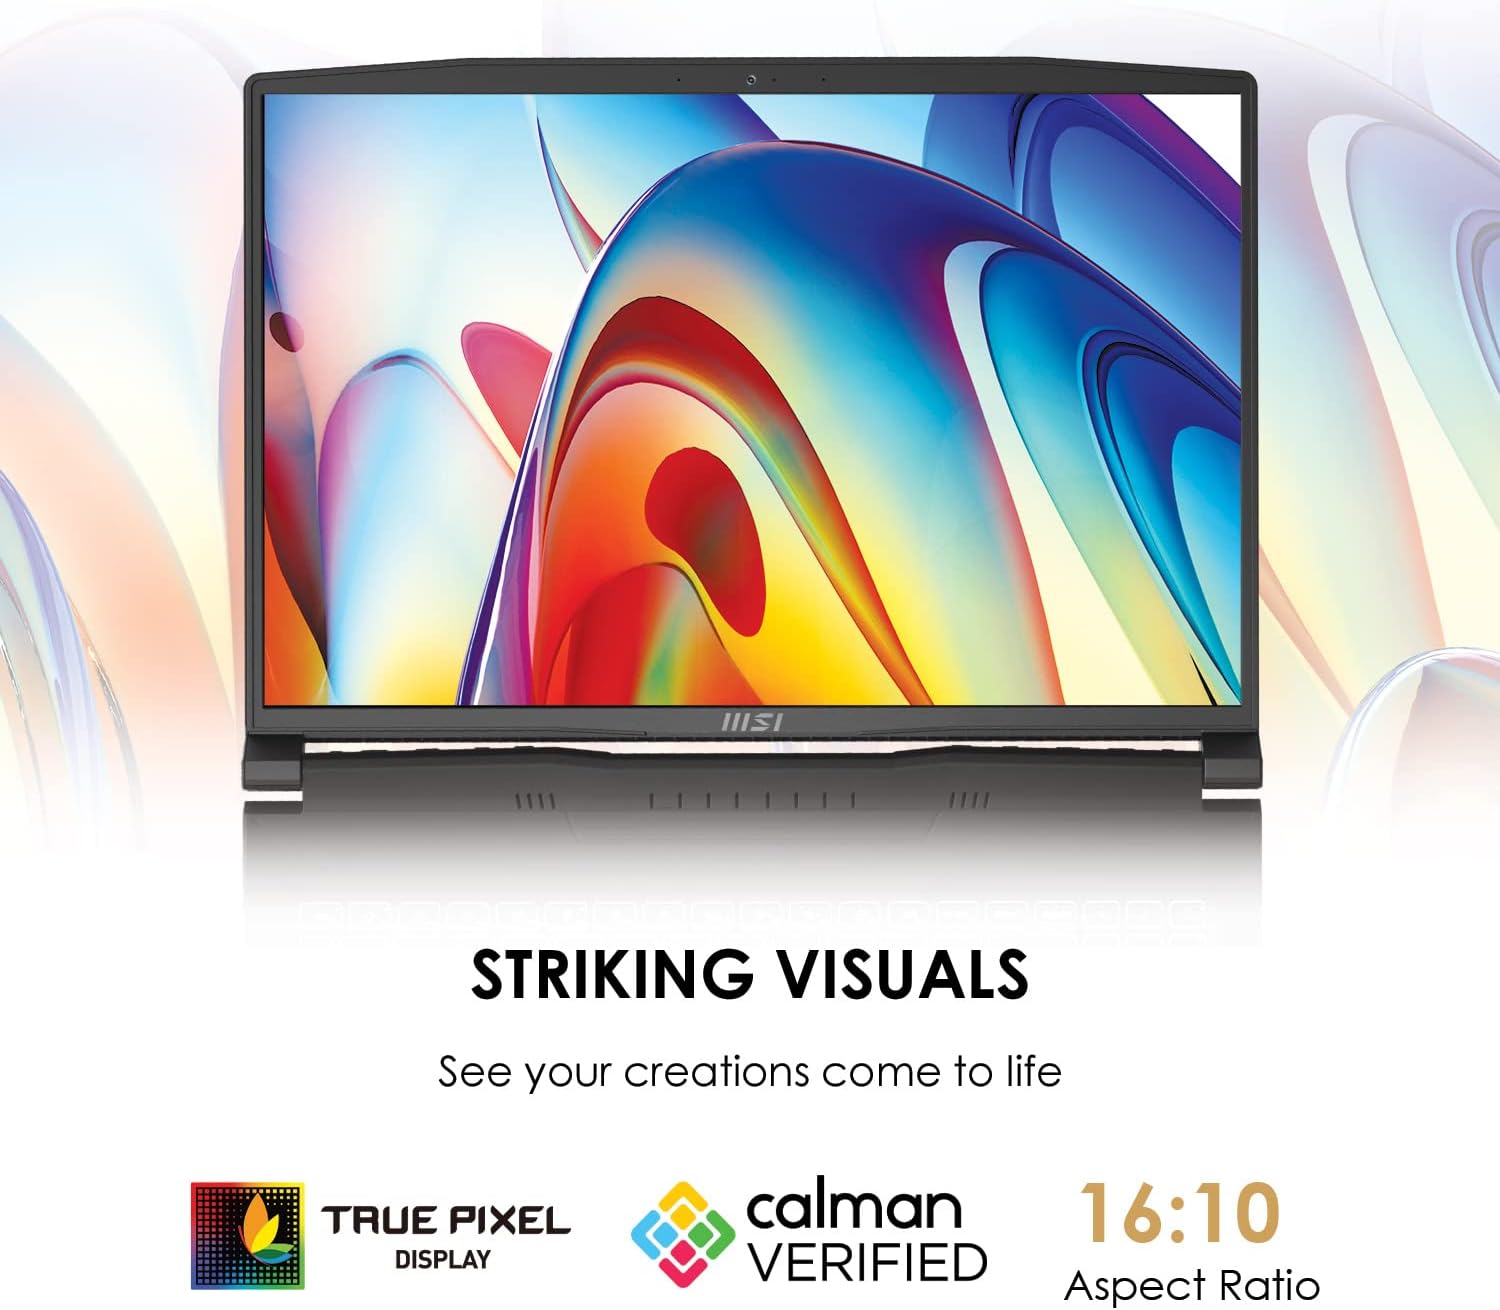 msi
STRIKING VISUALS
See your creations come to life
TRUE PIXEL
DISPLAY
calman
VERIFIED
16:10
Aspect Ratio